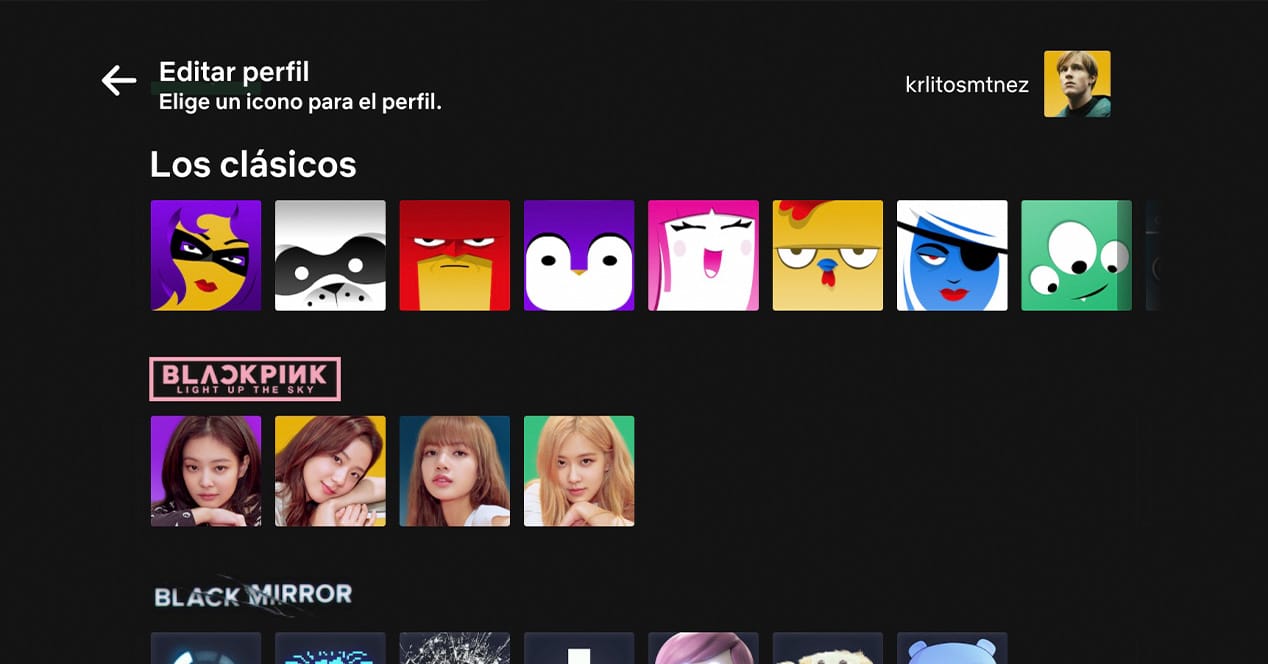 Editar perfil
Elige un icono para el perfil.
krlitosmtnez
Los clásicos
BLACKPINK
LIGHT UP THE SKY
BLACK MIRROR